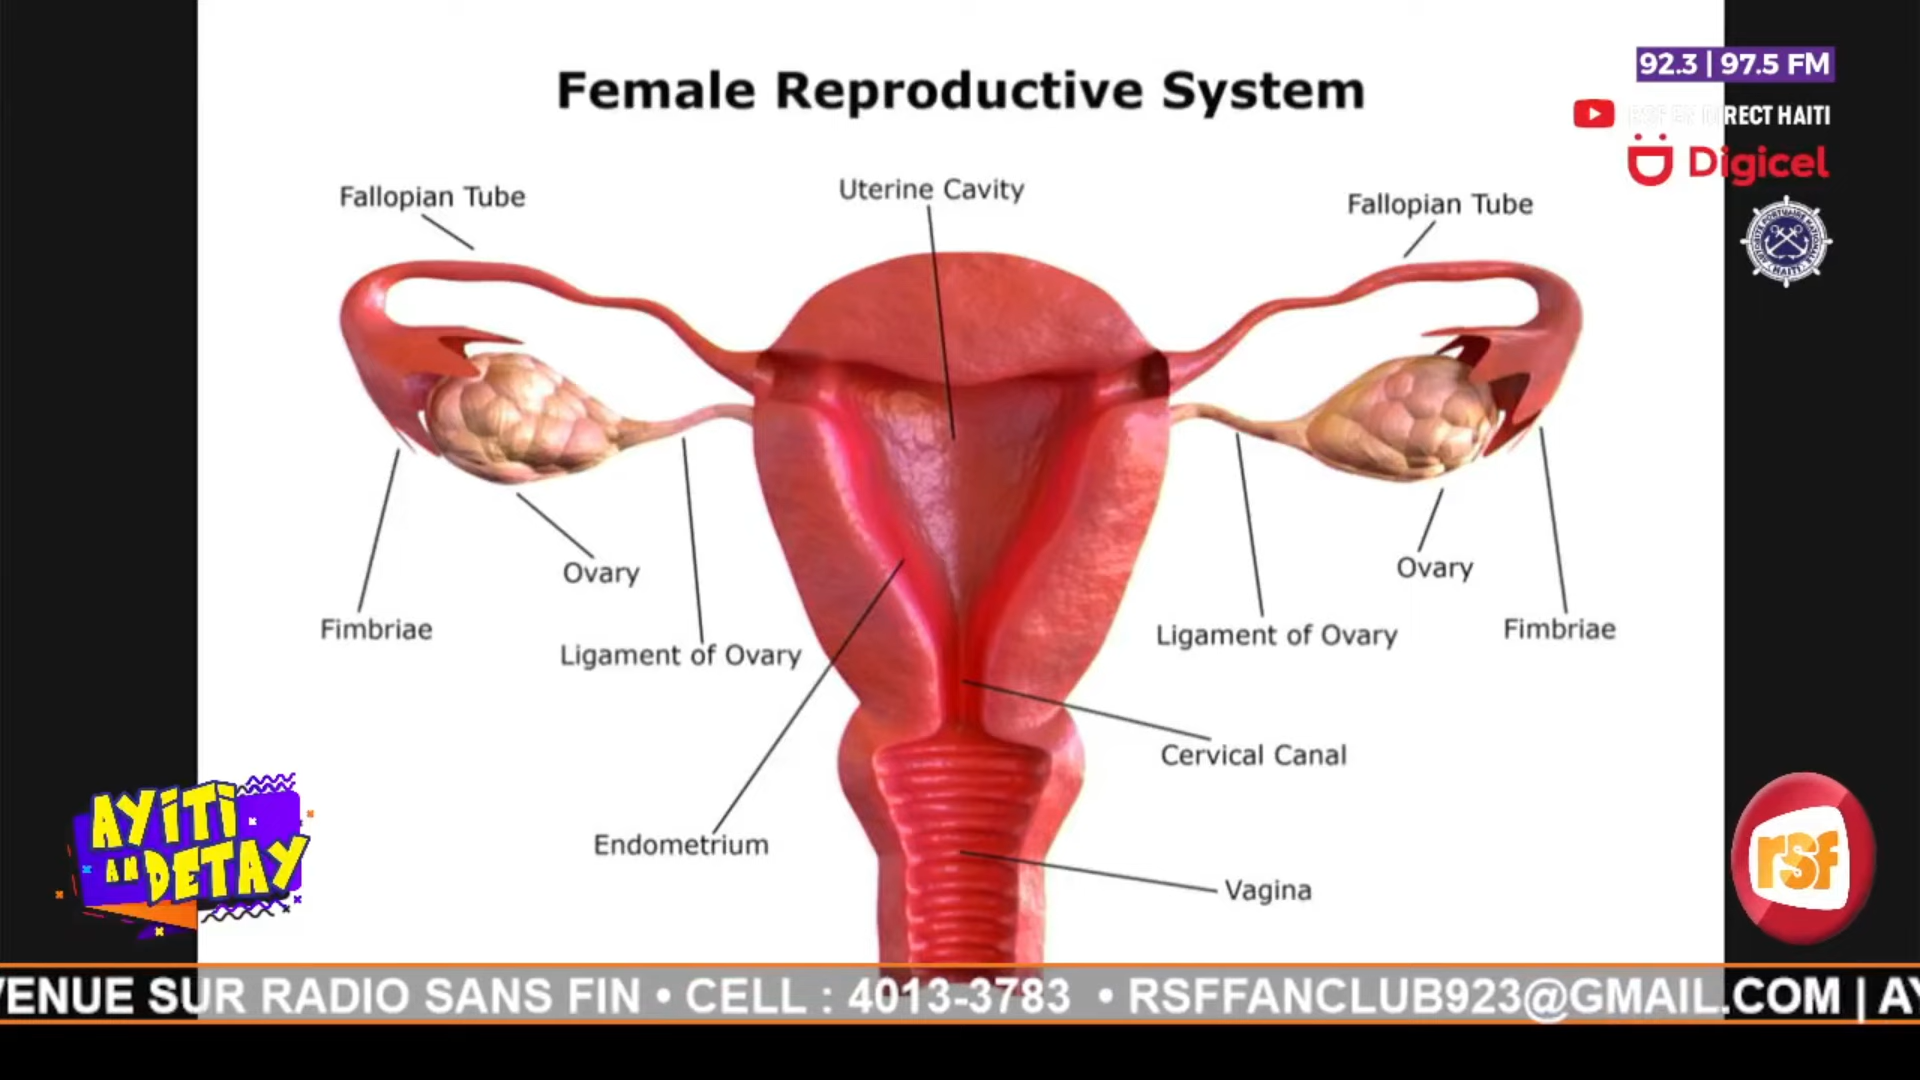 Female Reproductive System
92.3 | 97.5 FM
RECT HAITI
Digicel
Fallopian Tube
Uterine Cavity
Fallopian Tube
HAITI
Ovary
Ovary
Fimbriae
Ligament of Ovary
Ligament of Ovary
Fimbriae
Cervical Canal
Endometrium
Vagina
AYITI
AN DETAY
rsf
VENUE SUR RADIO SANS FIN • CELL : 4013-3783 • RSFFANCLUB923@GMAIL.COM | AY